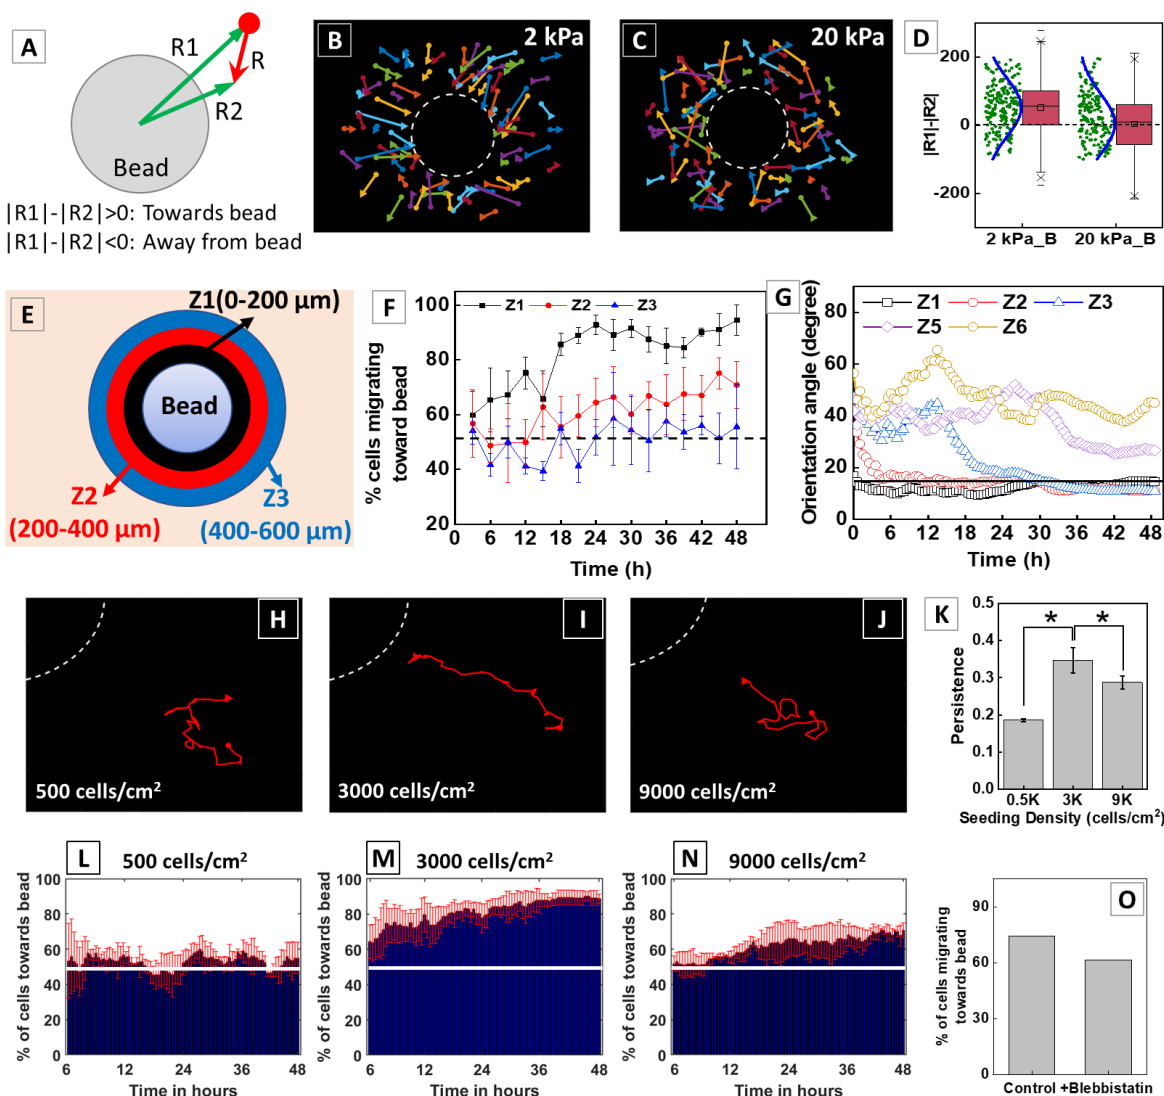 A
R1
R
R2
Bead
|R1|-|R2|>0: Towards bead
|R1|-|R2|<0: Away from bead
B
2 kPa
C
20 kPa
D
200
0
-200
|R1|-|R2|
2 kPa_B
20 kPa_B
E
Z1(0-200 µm)
Bead
Z2
(200-400 µm)
Z3
(400-600 µm)
F
Z1
Z2
Z3
100
80
60
40
20
0 6 12 18 24 30 36 42 48
% cells migrating
toward bead
Time (h)
G
Z1
Z2
Z3
Z5
Z6
80
60
40
20
0
0 6 12 18 24 30 36 42 48
Orientation angle (degree)
Time (h)
H
500 cells/cm²
I
3000 cells/cm²
J
9000 cells/cm²
K
0.5
0.4
0.3
0.2
0.1
0.0
Persistence
* *
0.5K 3K 9K
Seeding Density (cells/cm²)
L
500 cells/cm²
100
80
60
40
20
0
6 12 24 36 48
% of cells towards bead
Time in hours
M
3000 cells/cm²
100
80
60
40
20
0
6 12 24 36 48
% of cells towards bead
Time in hours
N
9000 cells/cm²
100
80
60
40
20
0
6 12 24 36 48
% of cells towards bead
Time in hours
O
90
60
30
0
% of cells migrating
towards bead
Control +Blebbistatin